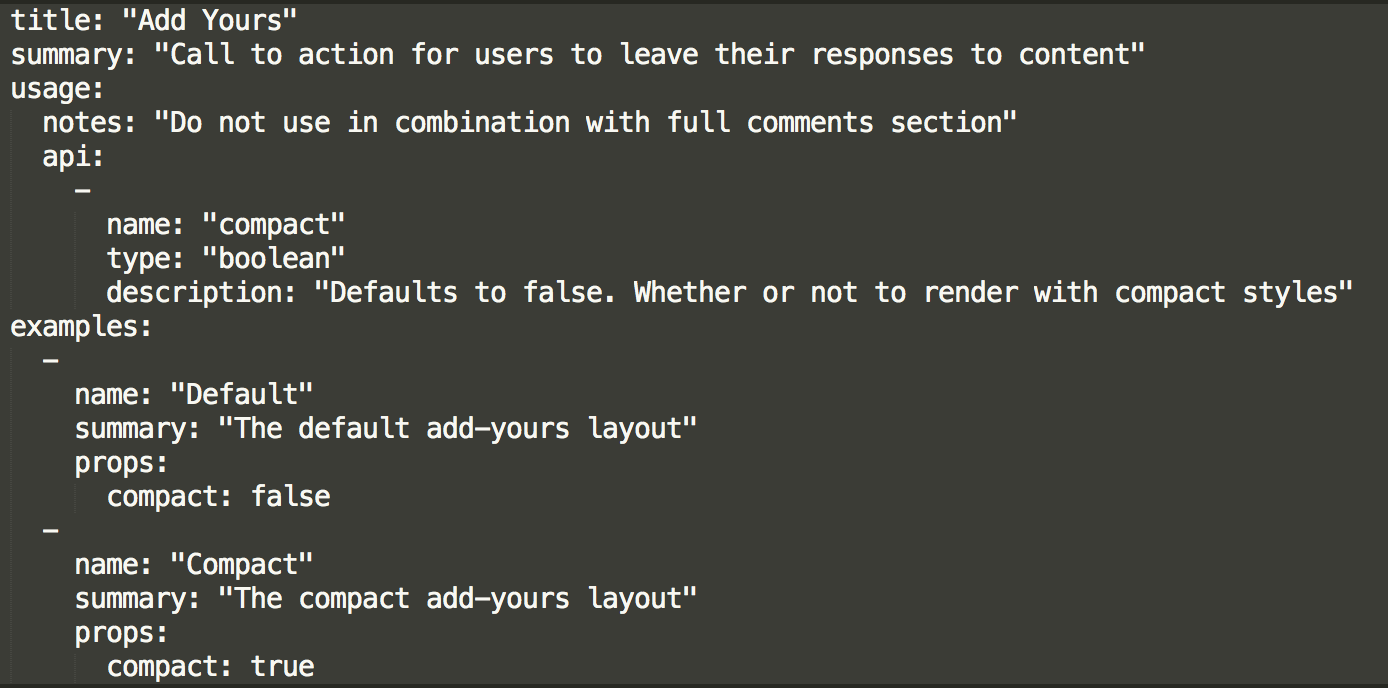 title: "Add Yours"
summary: "Call to action for users to leave their responses to content"
usage:
  notes: "Do not use in combination with full comments section"
  api:
    -
      name: "compact"
      type: "boolean"
      description: "Defaults to false. Whether or not to render with compact styles"
examples:
  -
    name: "Default"
    summary: "The default add-yours layout"
    props:
      compact: false
  -
    name: "Compact"
    summary: "The compact add-yours layout"
    props:
      compact: true